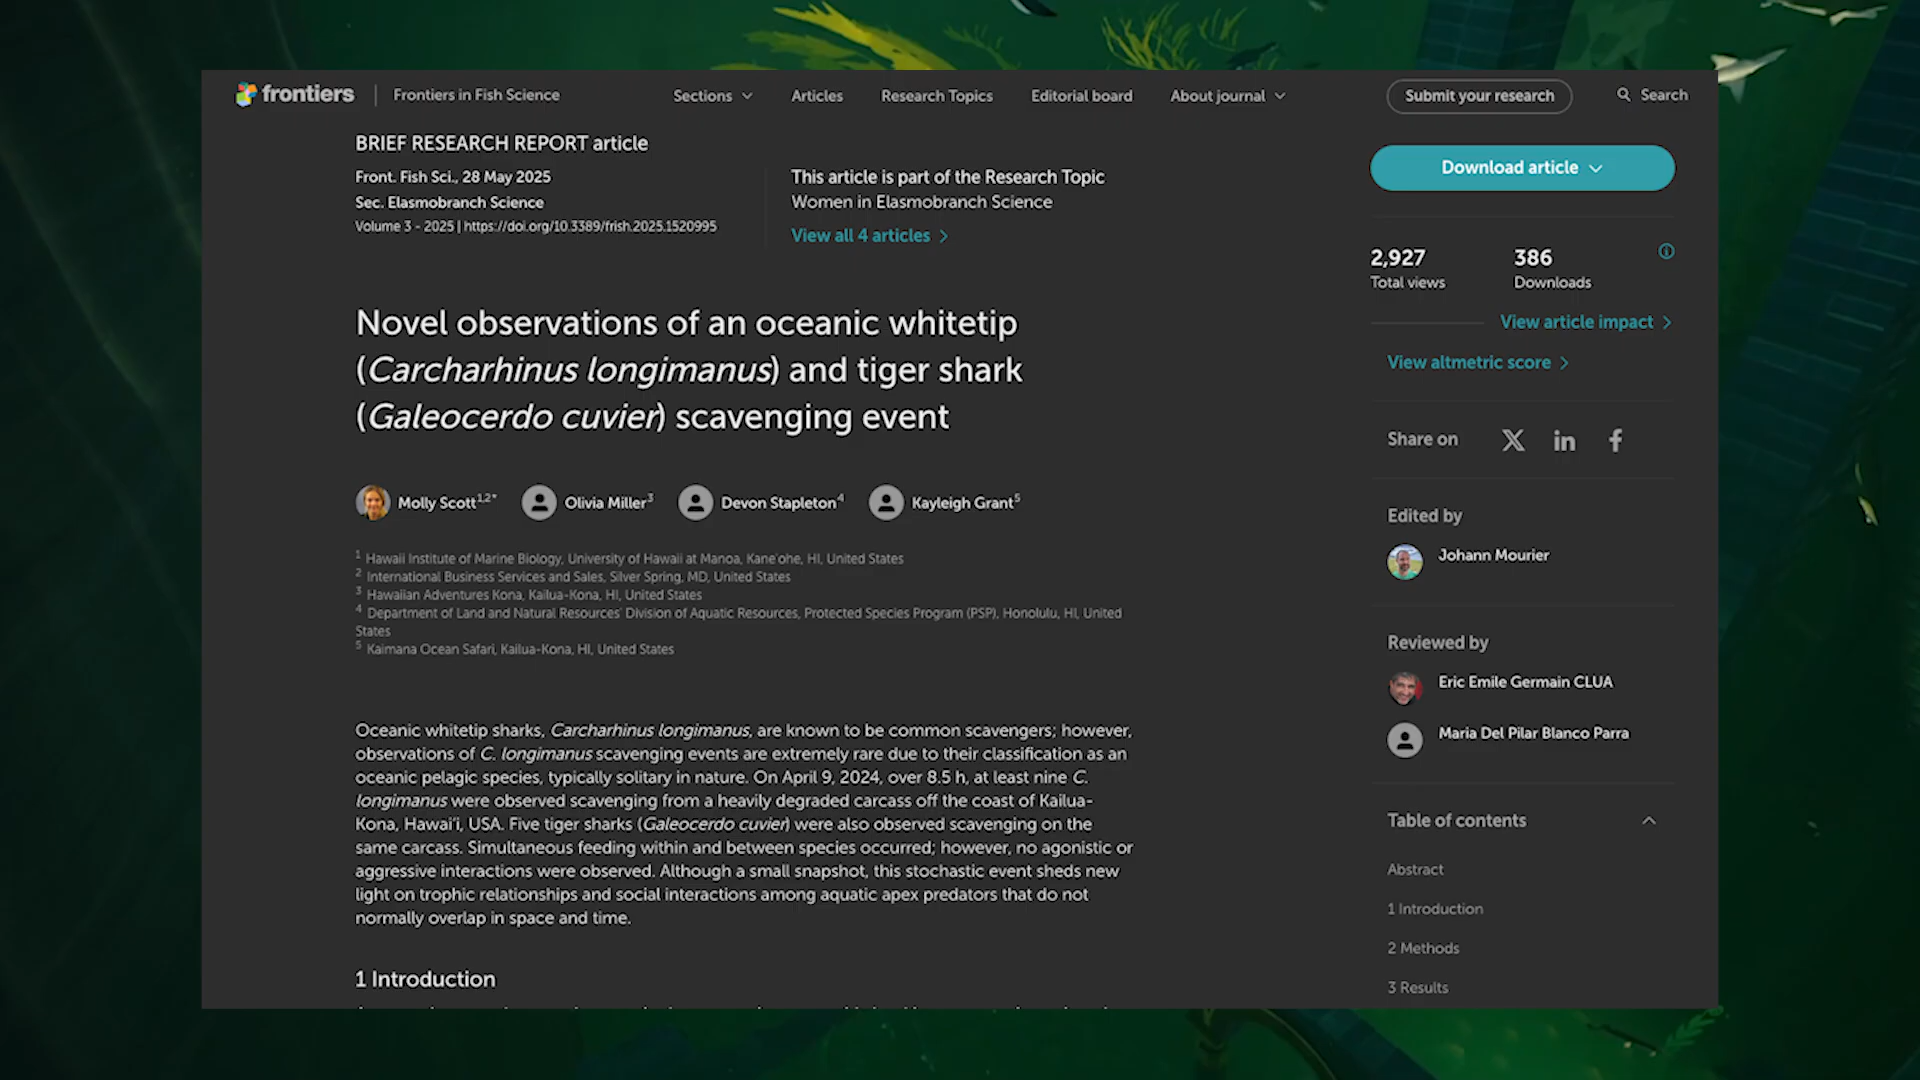 frontiers | Frontiers in Fish Science Sections Articles Research Topics Editorial board About journal Submit your research Search
BRIEF RESEARCH REPORT article
Front. Fish Sci., 28 May 2025
Sec. Elasmobranch Science
Volume 3 - 2025 | https://doi.org/10.3389/frish.2025.1520995
This article is part of the Research Topic
Women in Elasmobranch Science
View all 4 articles
Novel observations of an oceanic whitetip
(Carcharhinus longimanus) and tiger shark
(Galeocerdo cuvier) scavenging event
Molly Scott1,2* Olivia Miller3 Devon Stapleton4 Kayleigh Grant5
1 Hawaii Institute of Marine Biology, University of Hawaii at Manoa, Kane'ohe, HI, United States
2 International Business Services and Sales, Silver Spring, MD, United States
3 Hawaiian Adventures Kona, Kailua-Kona, HI, United States
4 Department of Land and Natural Resources' Division of Aquatic Resources, Protected Species Program (PSP), Honolulu, HI, United
States
5 Kaimana Ocean Safari, Kailua-Kona, HI, United States
Oceanic whitetip sharks, Carcharhinus longimanus, are known to be common scavengers; however,
observations of C. longimanus scavenging events are extremely rare due to their classification as an
oceanic pelagic species, typically solitary in nature. On April 9, 2024, over 8.5 h, at least nine C.
longimanus were observed scavenging from a heavily degraded carcass off the coast of Kailua-
Kona, Hawai'i, USA. Five tiger sharks (Galeocerdo cuvier) were also observed scavenging on the
same carcass. Simultaneous feeding within and between species occurred; however, no agonistic or
aggressive interactions were observed. Although a small snapshot, this stochastic event sheds new
light on trophic relationships and social interactions among aquatic apex predators that do not
normally overlap in space and time.
1 Introduction
Download article
2,927 386
Total views Downloads
View article impact
View altmetric score
Share on
Edited by
Johann Mourier
Reviewed by
Eric Emile Germain CLUA
Maria Del Pilar Blanco Parra
Table of contents
Abstract
1 Introduction
2 Methods
3 Results